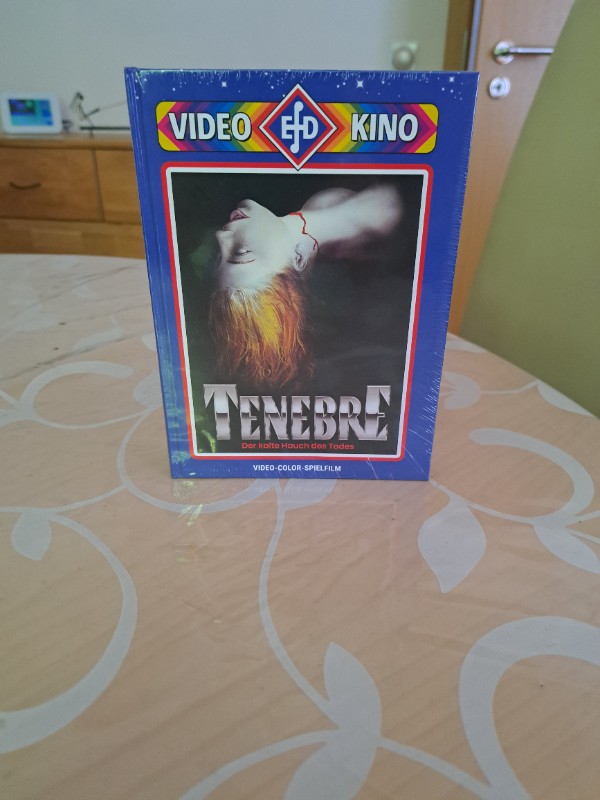 VIDEO EfD KINO
TENEBRE
Der kalte Hauch des Todes
VIDEO-COLOR-SPIELFILM